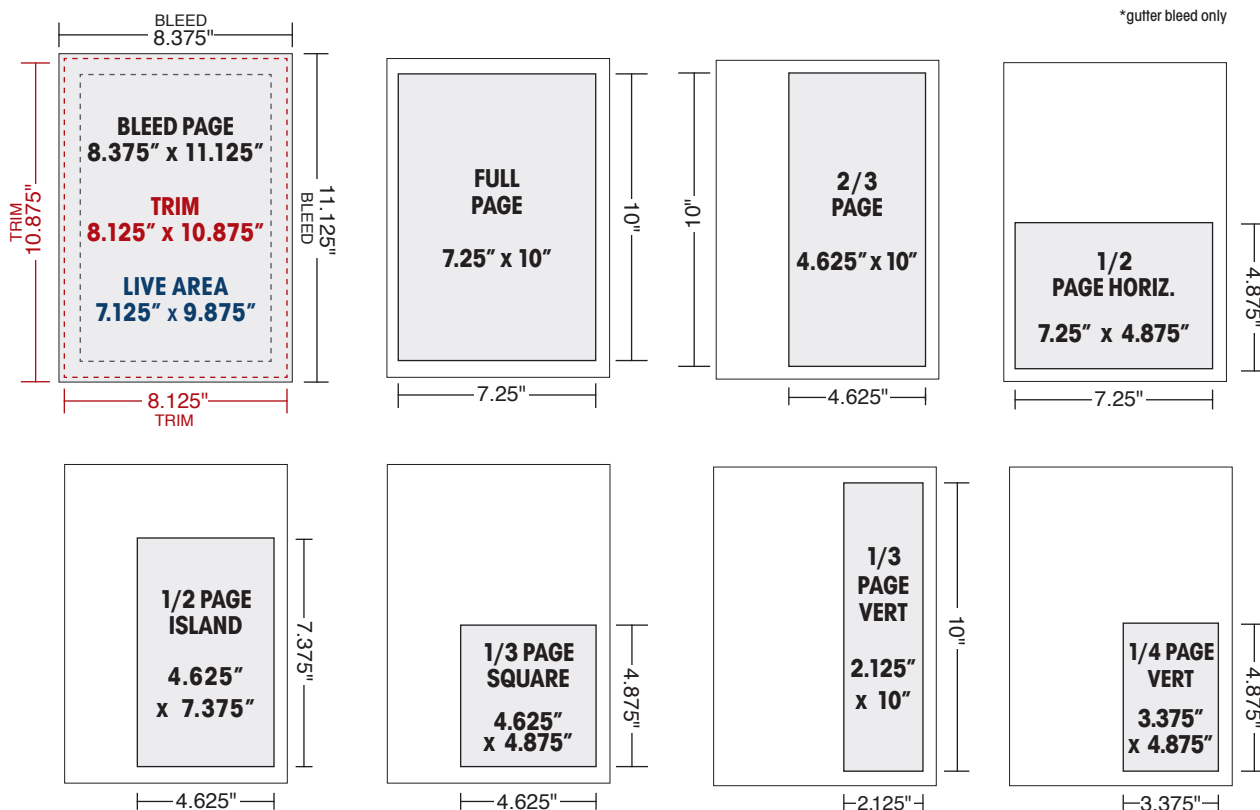 *gutter bleed only
BLEED
8.375"
TRIM
10.875"
BLEED PAGE
8.375” x 11.125”
TRIM
8.125” x 10.875”
LIVE AREA
7.125” x 9.875”
11.125"
BLEED
8.125"
TRIM
FULL
PAGE
7.25” x 10”
10"
7.25"
10"
2/3
PAGE
4.625” x 10”
4.625"
1/2
PAGE HORIZ.
7.25” x 4.875”
4.875"
7.25"
1/2 PAGE
ISLAND
4.625”
x 7.375”
7.375"
4.625"
1/3 PAGE
SQUARE
4.625”
x 4.875”
4.875"
4.625"
1/3
PAGE
VERT
2.125”
x 10”
10"
2.125"
1/4 PAGE
VERT
3.375”
x 4.875”
4.875"
3.375"